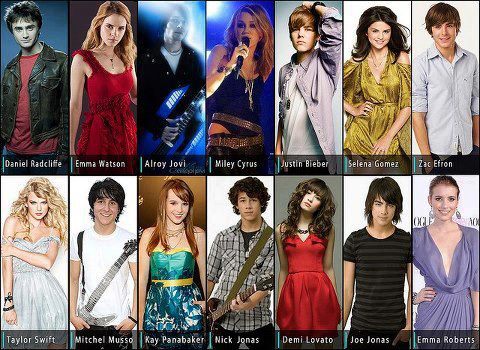 Daniel Radcliffe
Emma Watson
Alroy Jovi
Miley Cyrus
Justin Bieber
Selena Gomez
Zac Efron
Taylor Swift
Mitchel Musso
Kay Panabaker
Nick Jonas
Demi Lovato
Joe Jonas
Emma Roberts